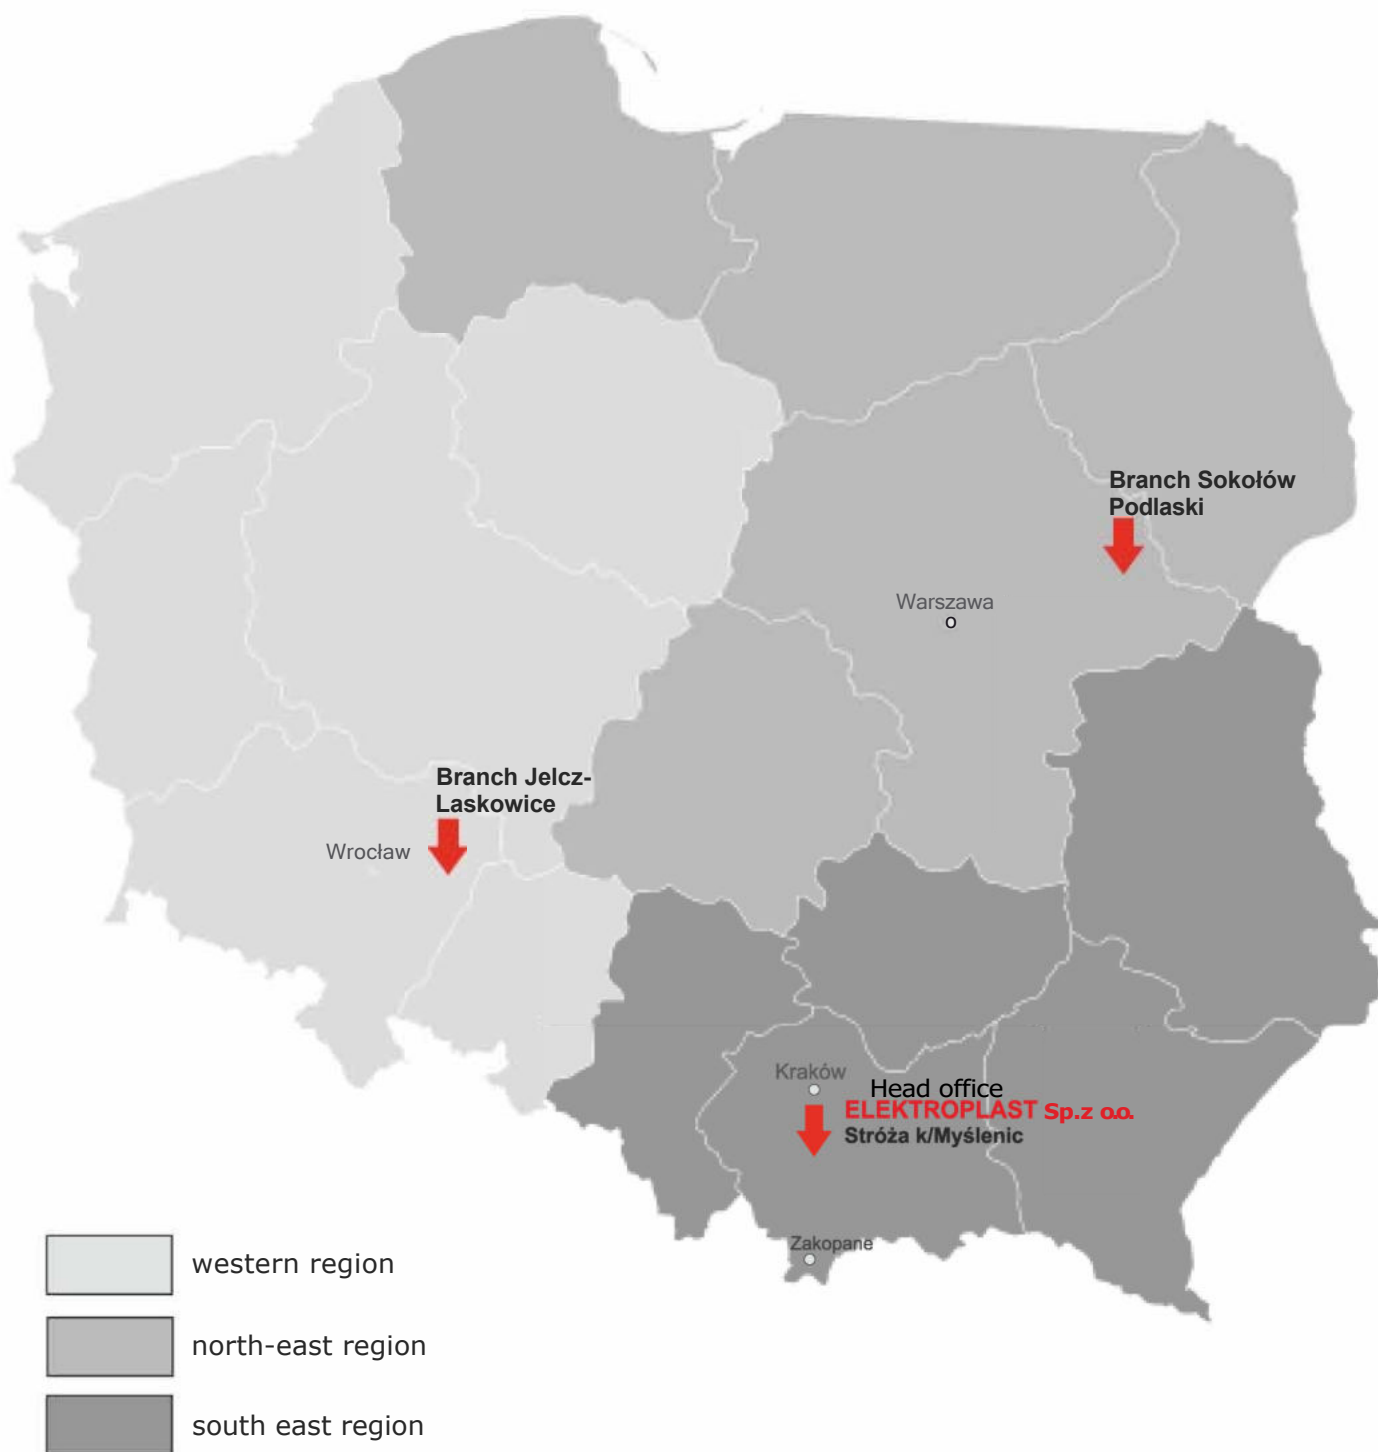 Branch Sokołów
Podlaski
Warszawa
Branch Jelcz-
Laskowice
Wrocław
Kraków
Head office
ELEKTROPLAST Sp.z o.o.
Stróża k/Myślenic
Zakopane
western region
north-east region
south east region